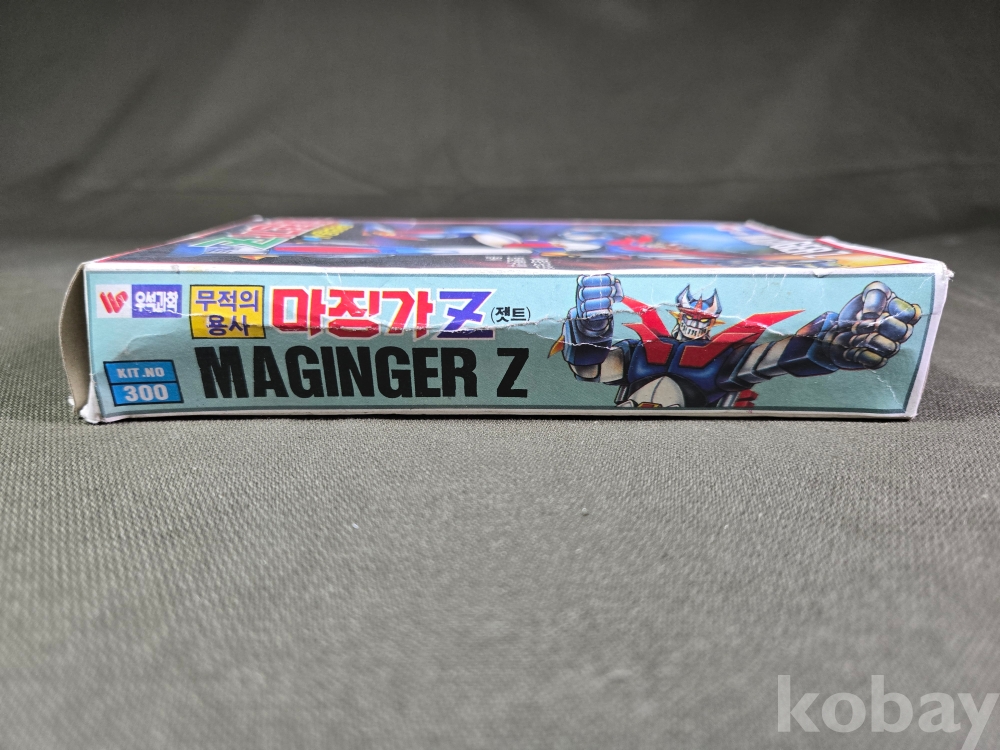 우석과학
무적의
용사
마징가 Z (젯트)
MAGINGER Z
KIT.NO
300
kobay